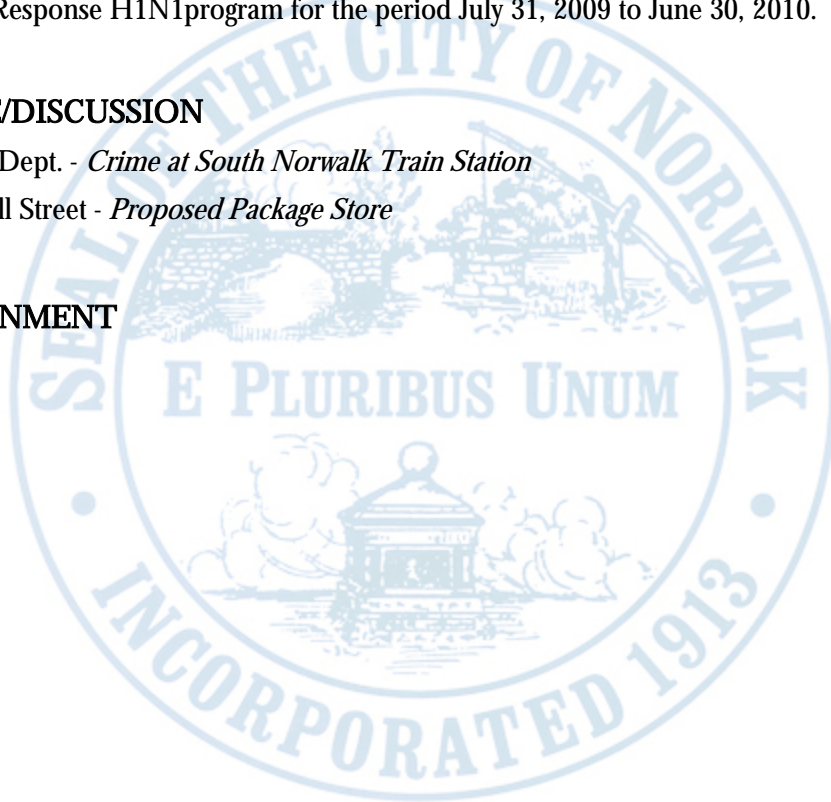 Response H1N1program for the period July 31, 2009 to June 30, 2010.
/DISCUSSION
Dept. - Crime at South Norwalk Train Station
ll Street - Proposed Package Store
NMENT
SEAL OF THE CITY OF NORWALK
E PLURIBUS UNUM
INCORPORATED 1913